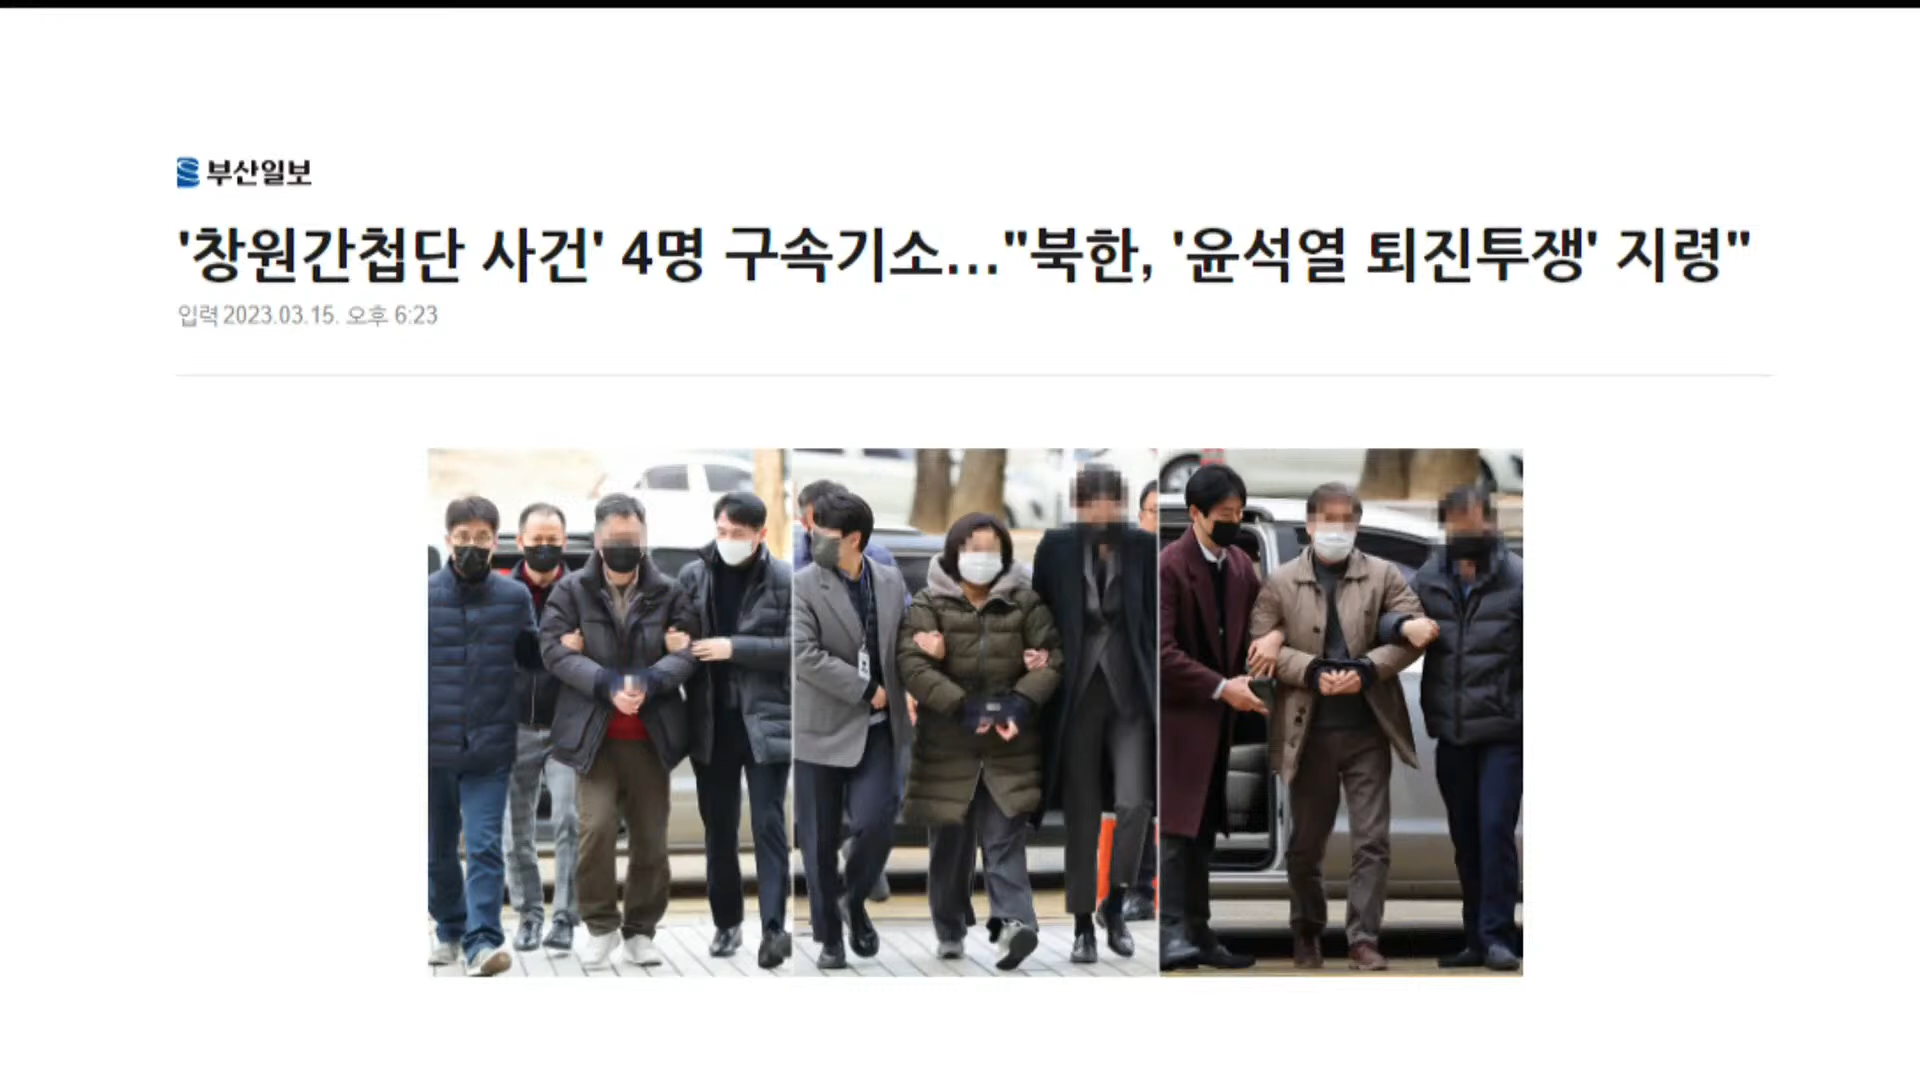 부산일보
'창원간첩단 사건' 4명 구속기소..."북한, '윤석열 퇴진투쟁' 지령"
입력 2023.03.15. 오후 6:23